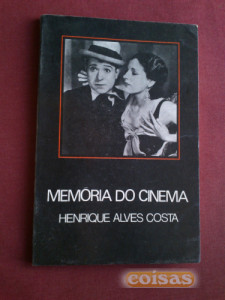 MEMÓRIA DO CINEMA
HENRIQUE ALVES COSTA
coisas